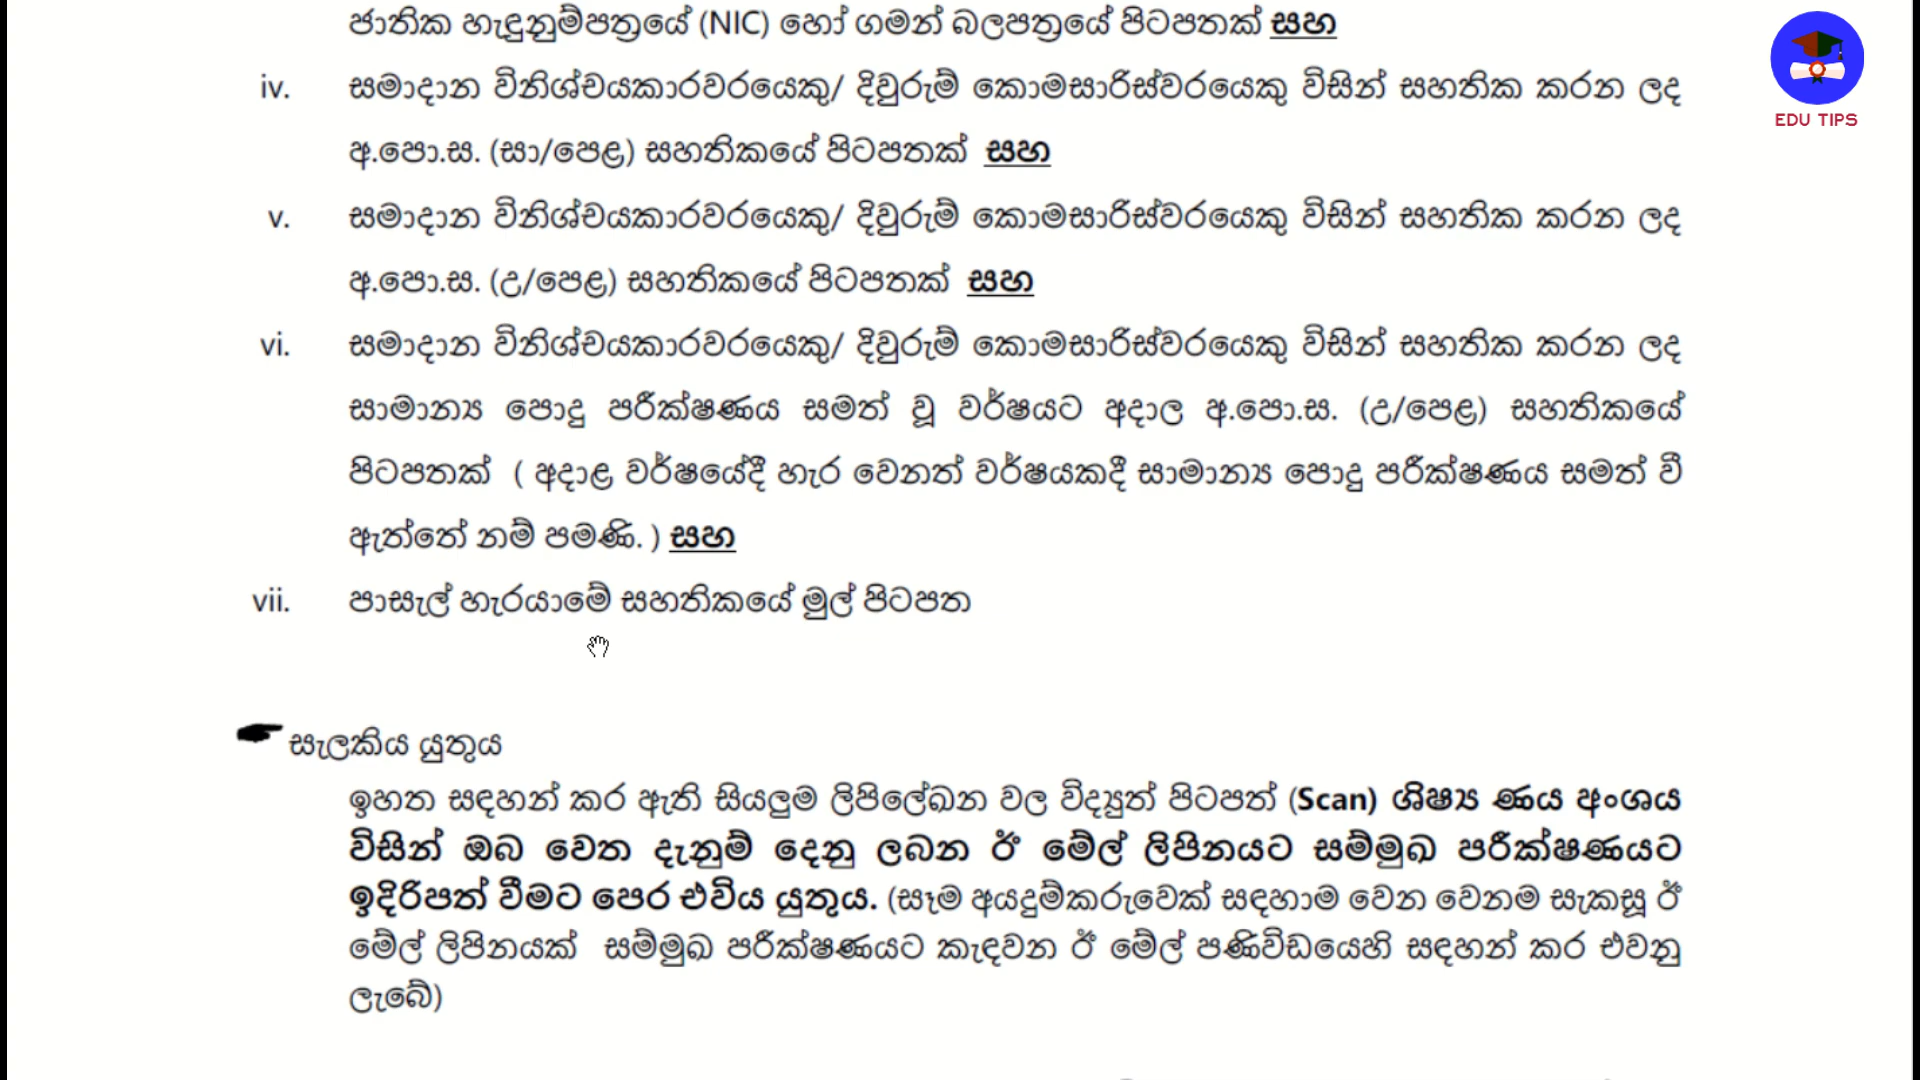 ජාතික හැඳුනුම්පත්‍රයේ (NIC) හෝ ගමන් බලපත්‍රයේ පිටපතක් සහ
EDU TIPS
iv. සමාදාන විනිශ්චයකාරවරයෙකු/ දිවුරුම් කොමසාරිස්වරයෙකු විසින් සහතික කරන ලද
අ.පො.ස. (සා/පෙළ) සහතිකයේ පිටපතක් සහ
v. සමාදාන විනිශ්චයකාරවරයෙකු/ දිවුරුම් කොමසාරිස්වරයෙකු විසින් සහතික කරන ලද
අ.පො.ස. (උ/පෙළ) සහතිකයේ පිටපතක් සහ
vi. සමාදාන විනිශ්චයකාරවරයෙකු/ දිවුරුම් කොමසාරිස්වරයෙකු විසින් සහතික කරන ලද
සාමාන්‍ය පොදු පරීක්ෂණය සමත් වූ වර්ෂයට අදාල අ.පො.ස. (උ/පෙළ) සහතිකයේ
පිටපතක් ( අදාළ වර්ෂයේදී හැර වෙනත් වර්ෂයකදී සාමාන්‍ය පොදු පරීක්ෂණය සමත් වී
ඇත්තේ නම් පමණි. ) සහ
vii. පාසැල් හැරයාමේ සහතිකයේ මුල් පිටපත
සැලකිය යුතුය
ඉහත සඳහන් කර ඇති සියලුම ලිපිලේඛන වල විද්‍යුත් පිටපත් (Scan) ශිෂ්‍ය ණය අංශය
විසින් ඔබ වෙත දැනුම් දෙනු ලබන ඊ මේල් ලිපිනයට සම්මුඛ පරීක්ෂණයට
ඉදිරිපත් වීමට පෙර එවිය යුතුය. (සෑම අයදුම්කරුවෙක් සඳහාම වෙන වෙනම සැකසූ ඊ
මේල් ලිපිනයක් සම්මුඛ පරීක්ෂණයට කැඳවන ඊ මේල් පණිවිඩයෙහි සඳහන් කර එවනු
ලැබේ)